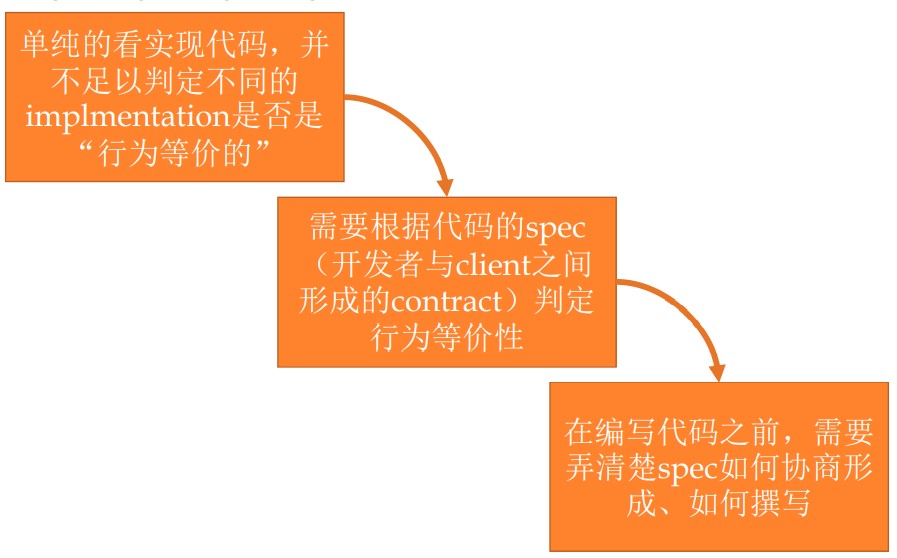 单纯的看实现代码，并
不足以判定不同的
implmentation是否是
“行为等价的”
需要根据代码的spec
（开发者与client之间
形成的contract）判定
行为等价性
在编写代码之前，需要
弄清楚spec如何协商形
成、如何撰写